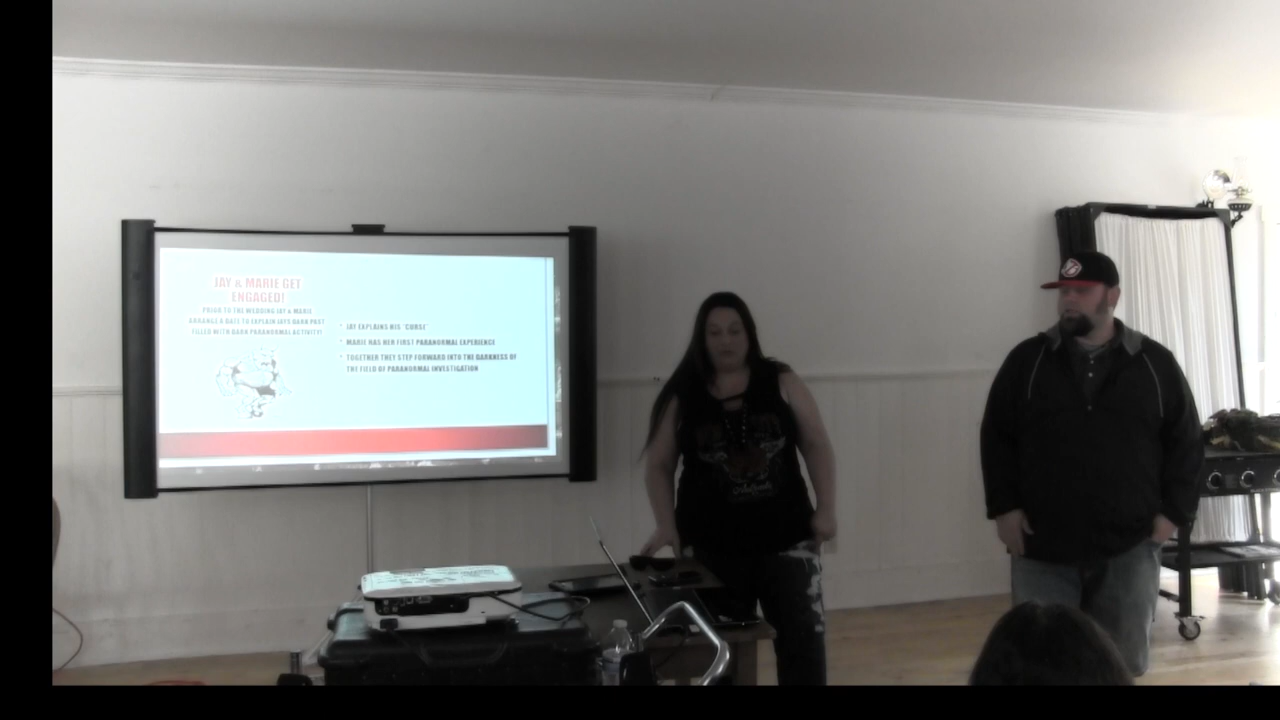 JAY & MARIE GET
ENGAGED!
PRIOR TO THE WEDDING JAY & MARIE
ARRANGE A DATE TO EXPLAIN JAYS DARK PAST
FILLED WITH DARK PARANORMAL ACTIVITY!
* JAY EXPLAINS HIS "CURSE"
* MARIE HAS HER FIRST PARANORMAL EXPERIENCE
* TOGETHER THEY STEP FORWARD INTO THE DARKNESS OF
THE FIELD OF PARANORMAL INVESTIGATION